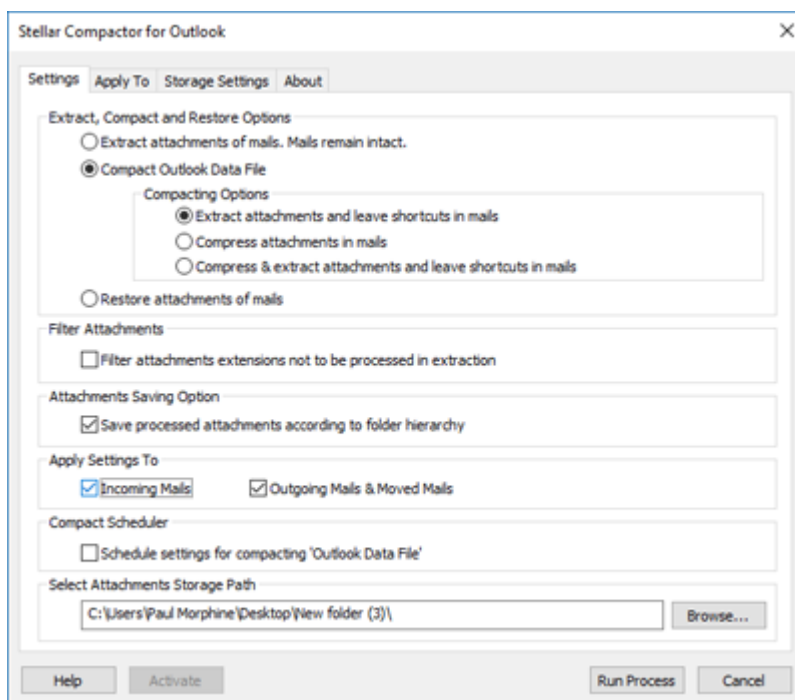 Stellar Compactor for Outlook
Settings Apply To Storage Settings About
Extract, Compact and Restore Options
Extract attachments of mails. Mails remain intact.
Compact Outlook Data File
Compacting Options
Extract attachments and leave shortcuts in mails
Compress attachments in mails
Compress & extract attachments and leave shortcuts in mails
Restore attachments of mails
Filter Attachments
Filter attachments extensions not to be processed in extraction
Attachments Saving Option
Save processed attachments according to folder hierarchy
Apply Settings To
Incoming Mails Outgoing Mails & Moved Mails
Compact Scheduler
Schedule settings for compacting 'Outlook Data File'
Select Attachments Storage Path
C:\Users\Paul Morphine\Desktop\New folder (3)\ Browse...
Help Activate Run Process Cancel